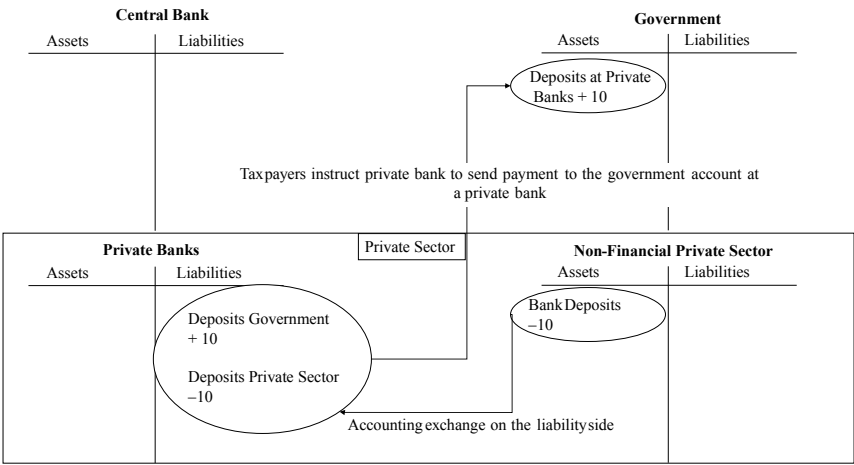 Central Bank
Assets Liabilities
Government
Assets Liabilities
Deposits at Private
Banks + 10
Taxpayers instruct private bank to send payment to the government account at
a private bank
Private Sector
Private Banks
Assets Liabilities
Deposits Government
+ 10
Deposits Private Sector
−10
Non-Financial Private Sector
Assets Liabilities
Bank Deposits
−10
Accounting exchange on the liability side